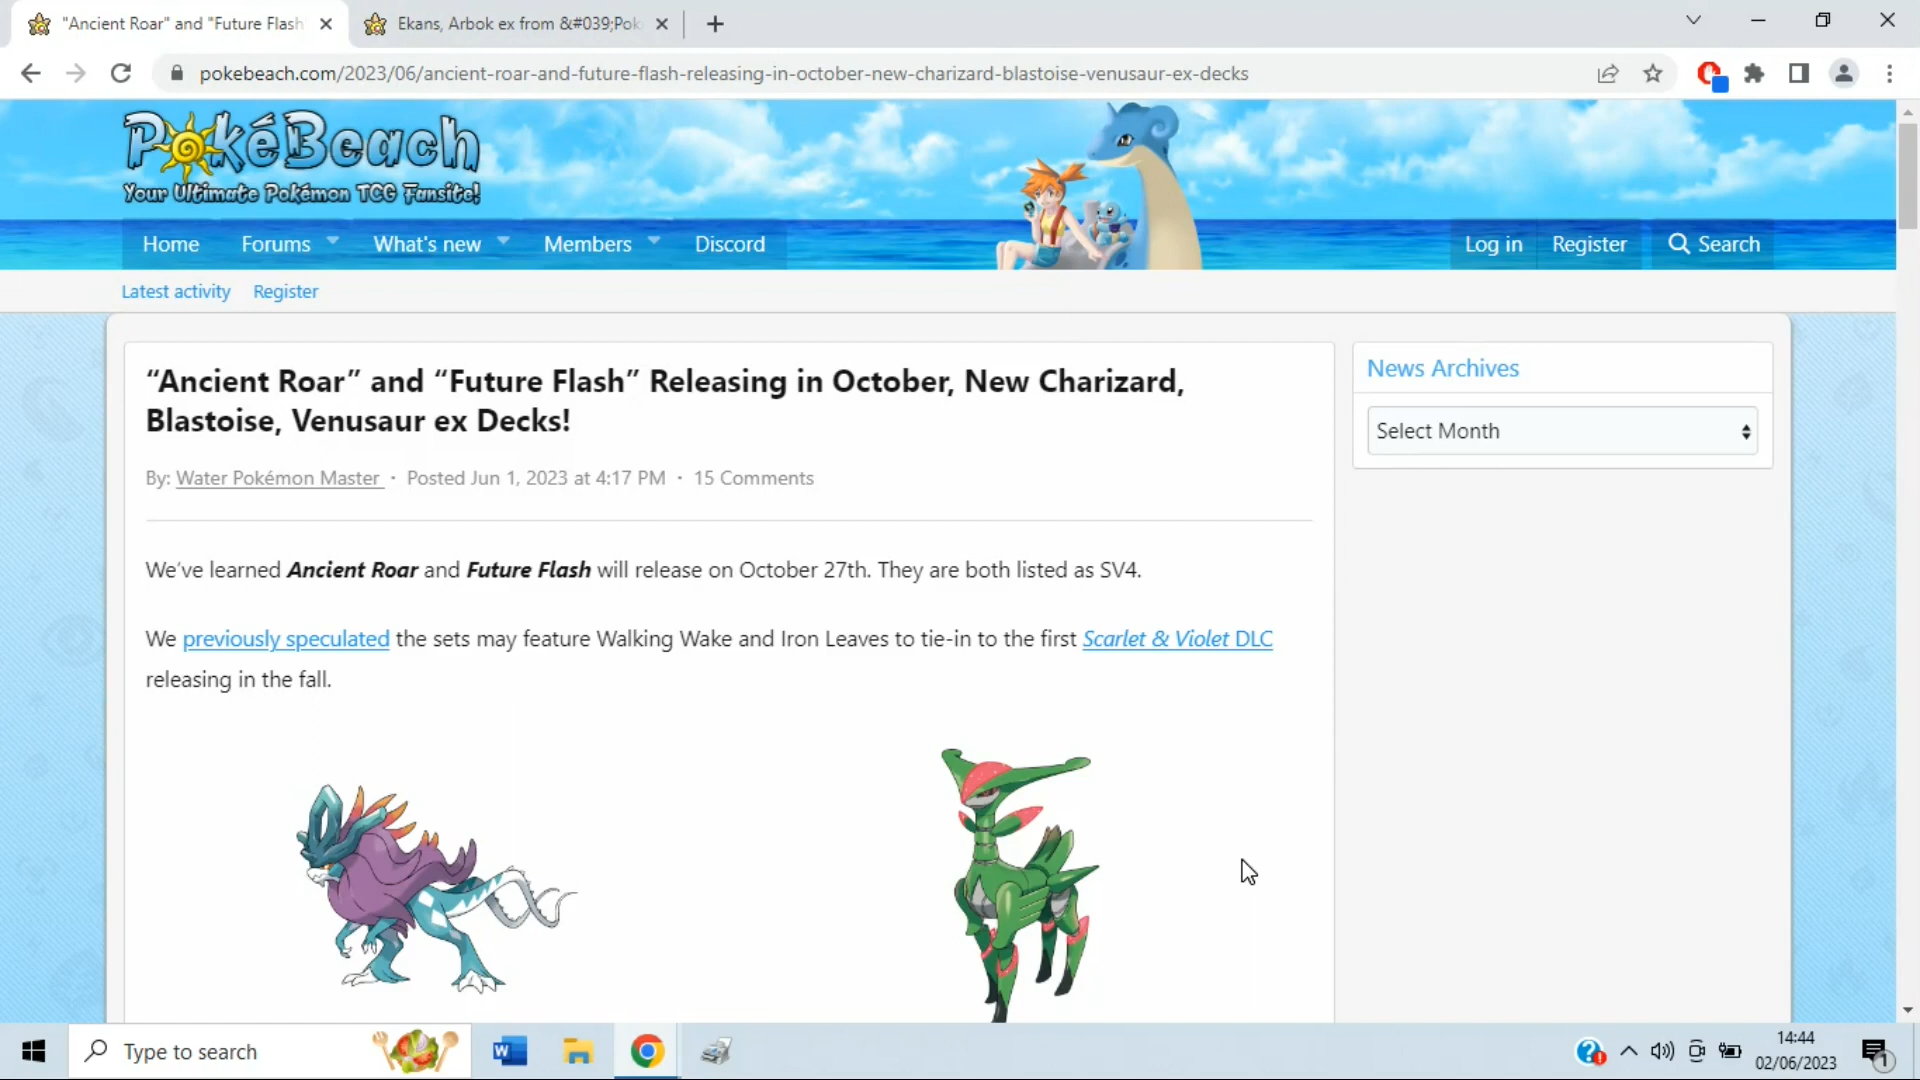 "Ancient Roar" and "Future Flash
Ekans, Arbok ex from &#039;Pok
pokebeach.com/2023/06/ancient-roar-and-future-flash-releasing-in-october-new-charizard-blastoise-venusaur-ex-decks
PokéBeach
Your Ultimate Pokémon TCG Fansite!
Home Forums What's new Members Discord Log in Register Search
Latest activity Register
“Ancient Roar” and “Future Flash” Releasing in October, New Charizard,
Blastoise, Venusaur ex Decks!
By: Water Pokémon Master · Posted Jun 1, 2023 at 4:17 PM · 15 Comments
We’ve learned Ancient Roar and Future Flash will release on October 27th. They are both listed as SV4.
We previously speculated the sets may feature Walking Wake and Iron Leaves to tie-in to the first Scarlet & Violet DLC
releasing in the fall.
News Archives
Select Month
Type to search
W
14:44
02/06/2023
1